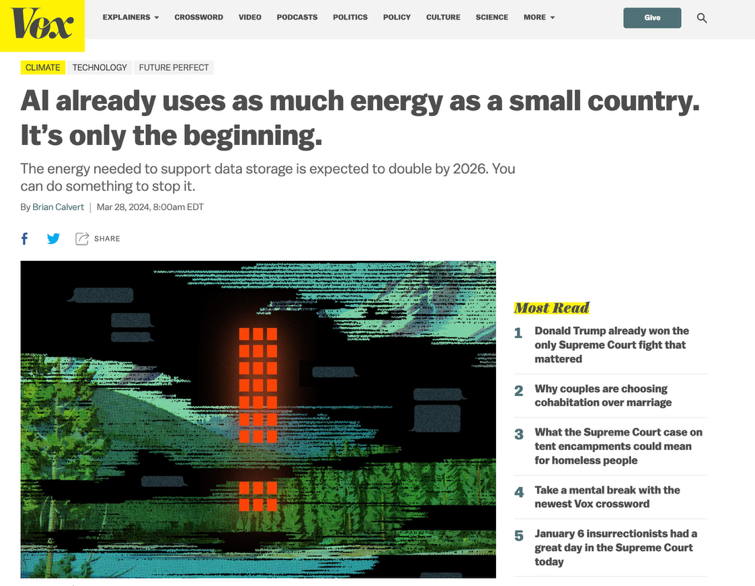 Vox
EXPLAINERS
CROSSWORD
VIDEO
PODCASTS
POLITICS
POLICY
CULTURE
SCIENCE
MORE
Give
CLIMATE
TECHNOLOGY
FUTURE PERFECT
AI already uses as much energy as a small country.
It’s only the beginning.
The energy needed to support data storage is expected to double by 2026. You
can do something to stop it.
By Brian Calvert | Mar 28, 2024, 8:00am EDT
SHARE
Most Read
1 Donald Trump already won the
only Supreme Court fight that
mattered
2 Why couples are choosing
cohabitation over marriage
3 What the Supreme Court case on
tent encampments could mean
for homeless people
4 Take a mental break with the
newest Vox crossword
5 January 6 insurrectionists had a
great day in the Supreme Court
today